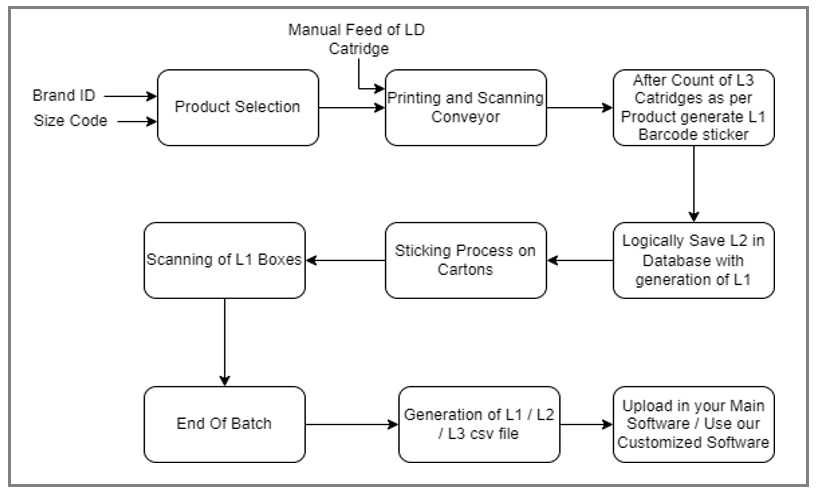 Manual Feed of LD
Catridge
Brand ID
Size Code
Product Selection
Printing and Scanning
Conveyor
After Count of L3
Catridges as per
Product generate L1
Barcode sticker
Logically Save L2 in
Database with
generation of L1
Sticking Process on
Cartons
Scanning of L1 Boxes
End Of Batch
Generation of L1 / L2
/ L3 csv file
Upload in your Main
Software / Use our
Customized Software